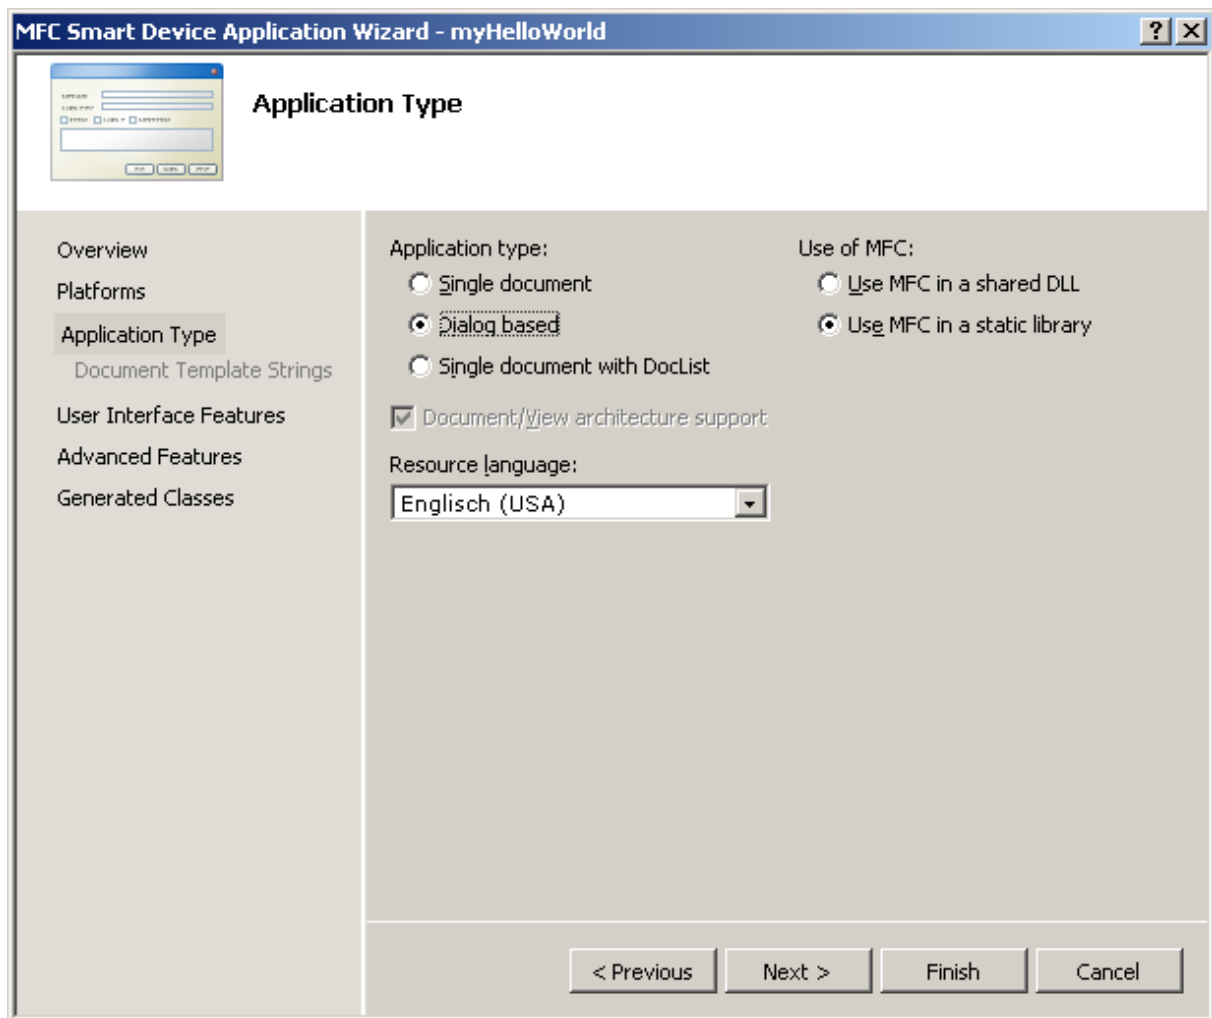 MFC Smart Device Application Wizard - myHelloWorld
Application Type
Overview
Platforms
Application Type
Document Template Strings
User Interface Features
Advanced Features
Generated Classes
Application type:
Single document
Dialog based
Single document with DocList
Document/View architecture support
Resource language:
Englisch (USA)
Use of MFC:
Use MFC in a shared DLL
Use MFC in a static library
< Previous
Next >
Finish
Cancel